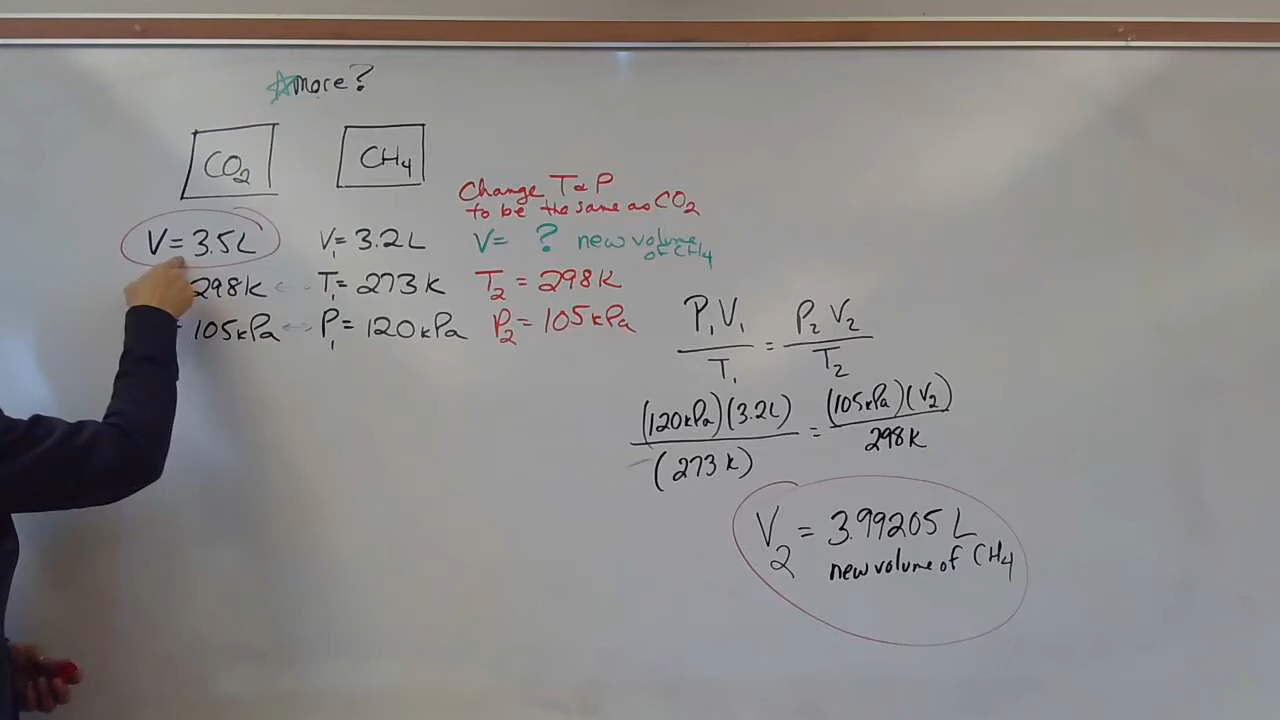 ☆more?
CO₂
CH₄
Change T & P
to be the same as CO₂
V = 3.5L
V₁ = 3.2L
V = ? new volume of CH₄
298K
T₁ = 273K
T₂ = 298K
= 105kPa
P₁ = 120kPa
P₂ = 105kPa
P₁V₁ / T₁ = P₂V₂ / T₂
(120kPa)(3.2L) / (273K) = (105kPa)(V₂) / 298K
V₂ = 3.99205 L
new volume of CH₄